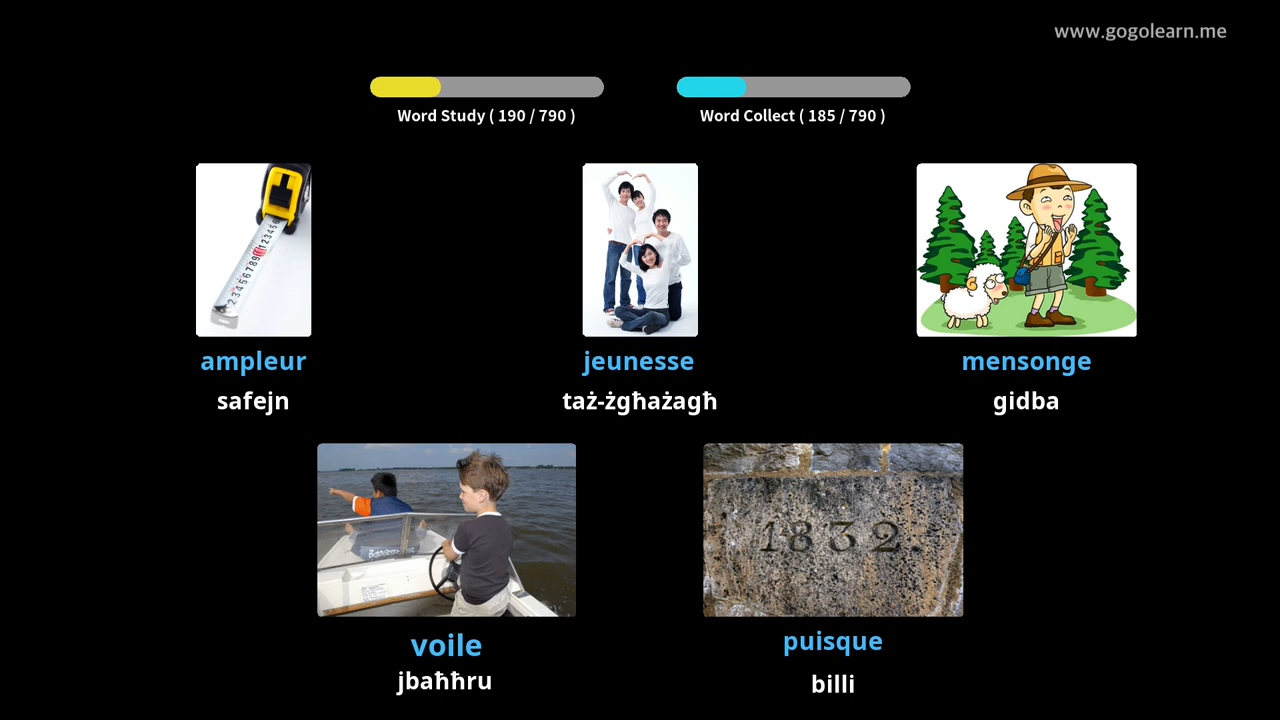 www.gogolearn.me
Word Study ( 190 / 790 )
Word Collect ( 185 / 790 )
ampleur
safejn
jeunesse
taż-żgħażagħ
mensonge
gidba
voile
jbaħħru
puisque
billi
1832.